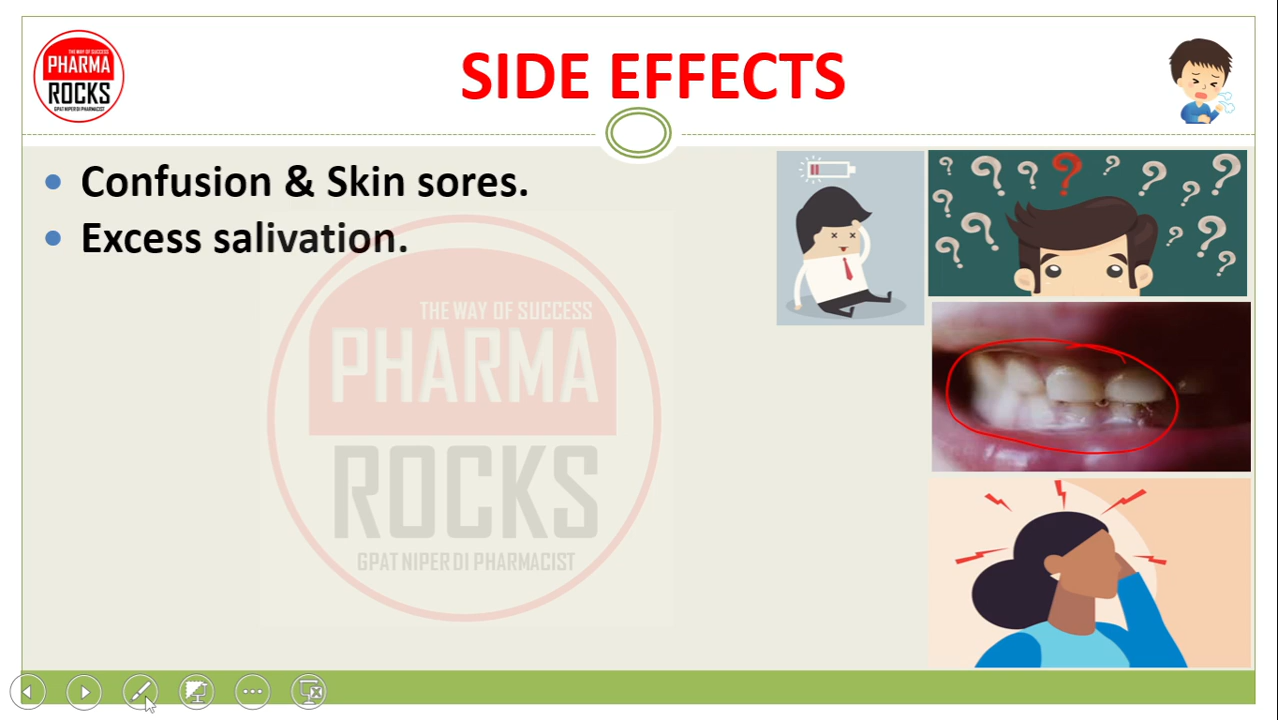 THE WAY OF SUCCESS
PHARMA
ROCKS
GPAT NIPER DI PHARMACIST
SIDE EFFECTS
• Confusion & Skin sores.
• Excess salivation.
THE WAY OF SUCCESS
PHARMA
ROCKS
GPAT NIPER DI PHARMACIST
? ? ? ? ? ? ? ? ? ? ? ? ? ?